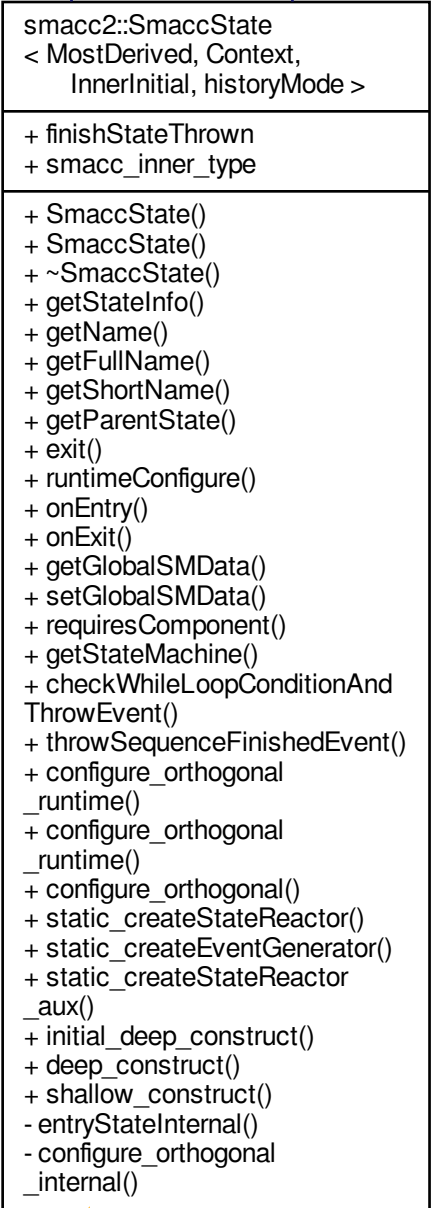 smacc2::SmaccState
< MostDerived, Context,
InnerInitial, historyMode >
+ finishStateThrown
+ smacc_inner_type
+ SmaccState()
+ SmaccState()
+ ~SmaccState()
+ getStateInfo()
+ getName()
+ getFullName()
+ getShortName()
+ getParentState()
+ exit()
+ runtimeConfigure()
+ onEntry()
+ onExit()
+ getGlobalSMData()
+ setGlobalSMData()
+ requiresComponent()
+ getStateMachine()
+ checkWhileLoopConditionAnd
ThrowEvent()
+ throwSequenceFinishedEvent()
+ configure_orthogonal
_runtime()
+ configure_orthogonal
_runtime()
+ configure_orthogonal()
+ static_createStateReactor()
+ static_createEventGenerator()
+ static_createStateReactor
_aux()
+ initial_deep_construct()
+ deep_construct()
+ shallow_construct()
- entryStateInternal()
- configure_orthogonal
_internal()